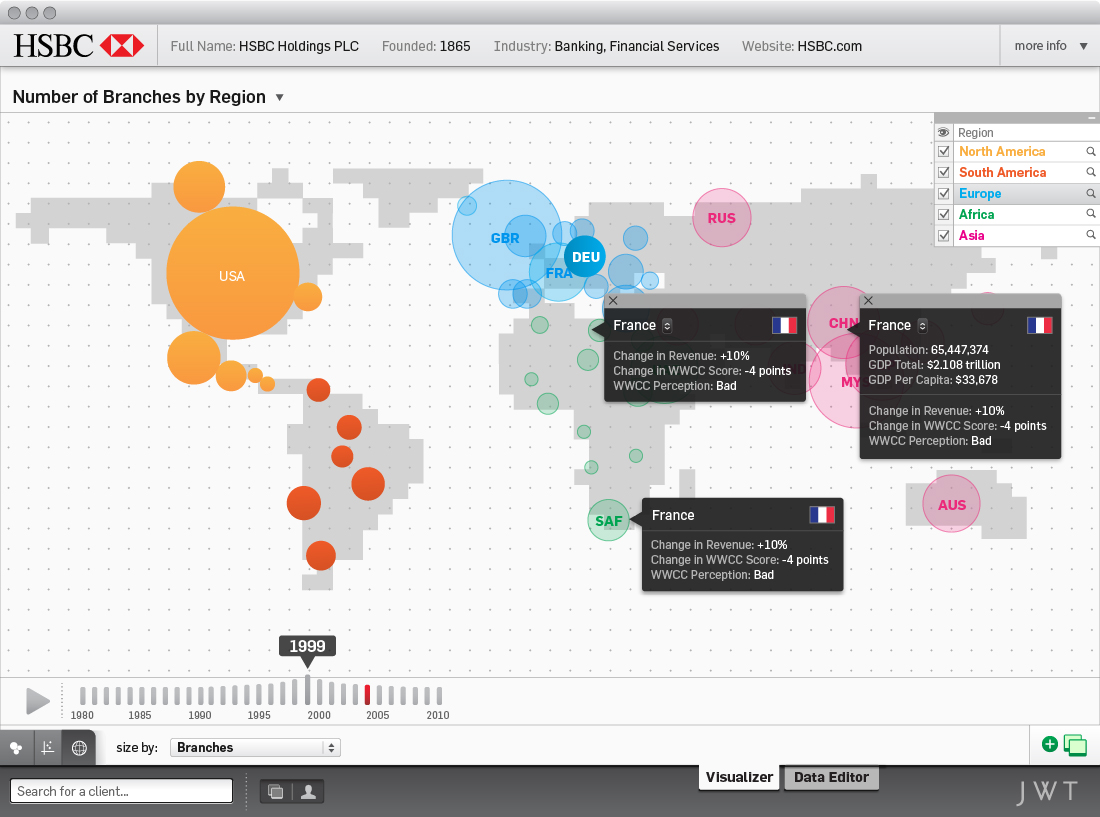 HSBC
Full Name: HSBC Holdings PLC Founded: 1865 Industry: Banking, Financial Services Website: HSBC.com
more info
Number of Branches by Region
Region
North America
South America
Europe
Africa
Asia
RUS
GBR
DEU
FRA
USA
CHN
MY
France
Change in Revenue: +10%
Change in WWCC Score: -4 points
WWCC Perception: Bad
France
Population: 65,447,374
GDP Total: $2.108 trillion
GDP Per Capita: $33,678
Change in Revenue: +10%
Change in WWCC Score: -4 points
WWCC Perception: Bad
AUS
SAF
France
Change in Revenue: +10%
Change in WWCC Score: -4 points
WWCC Perception: Bad
1999
1980 1985 1990 1995 2000 2005 2010
size by: Branches
Visualizer
Data Editor
Search for a client...
JWT